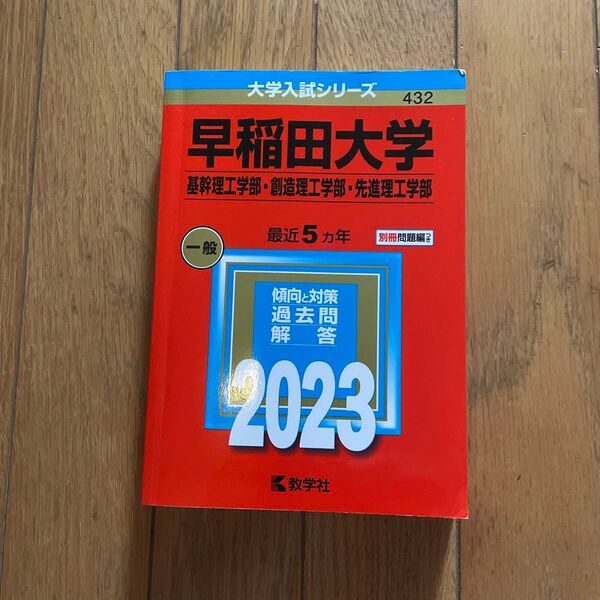 大学入試シリーズ
432
早稲田大学
基幹理工学部・創造理工学部・先進理工学部
最近5カ年
別冊問題編つき
一般
傾向と対策
過去問
解答
2023
教学社